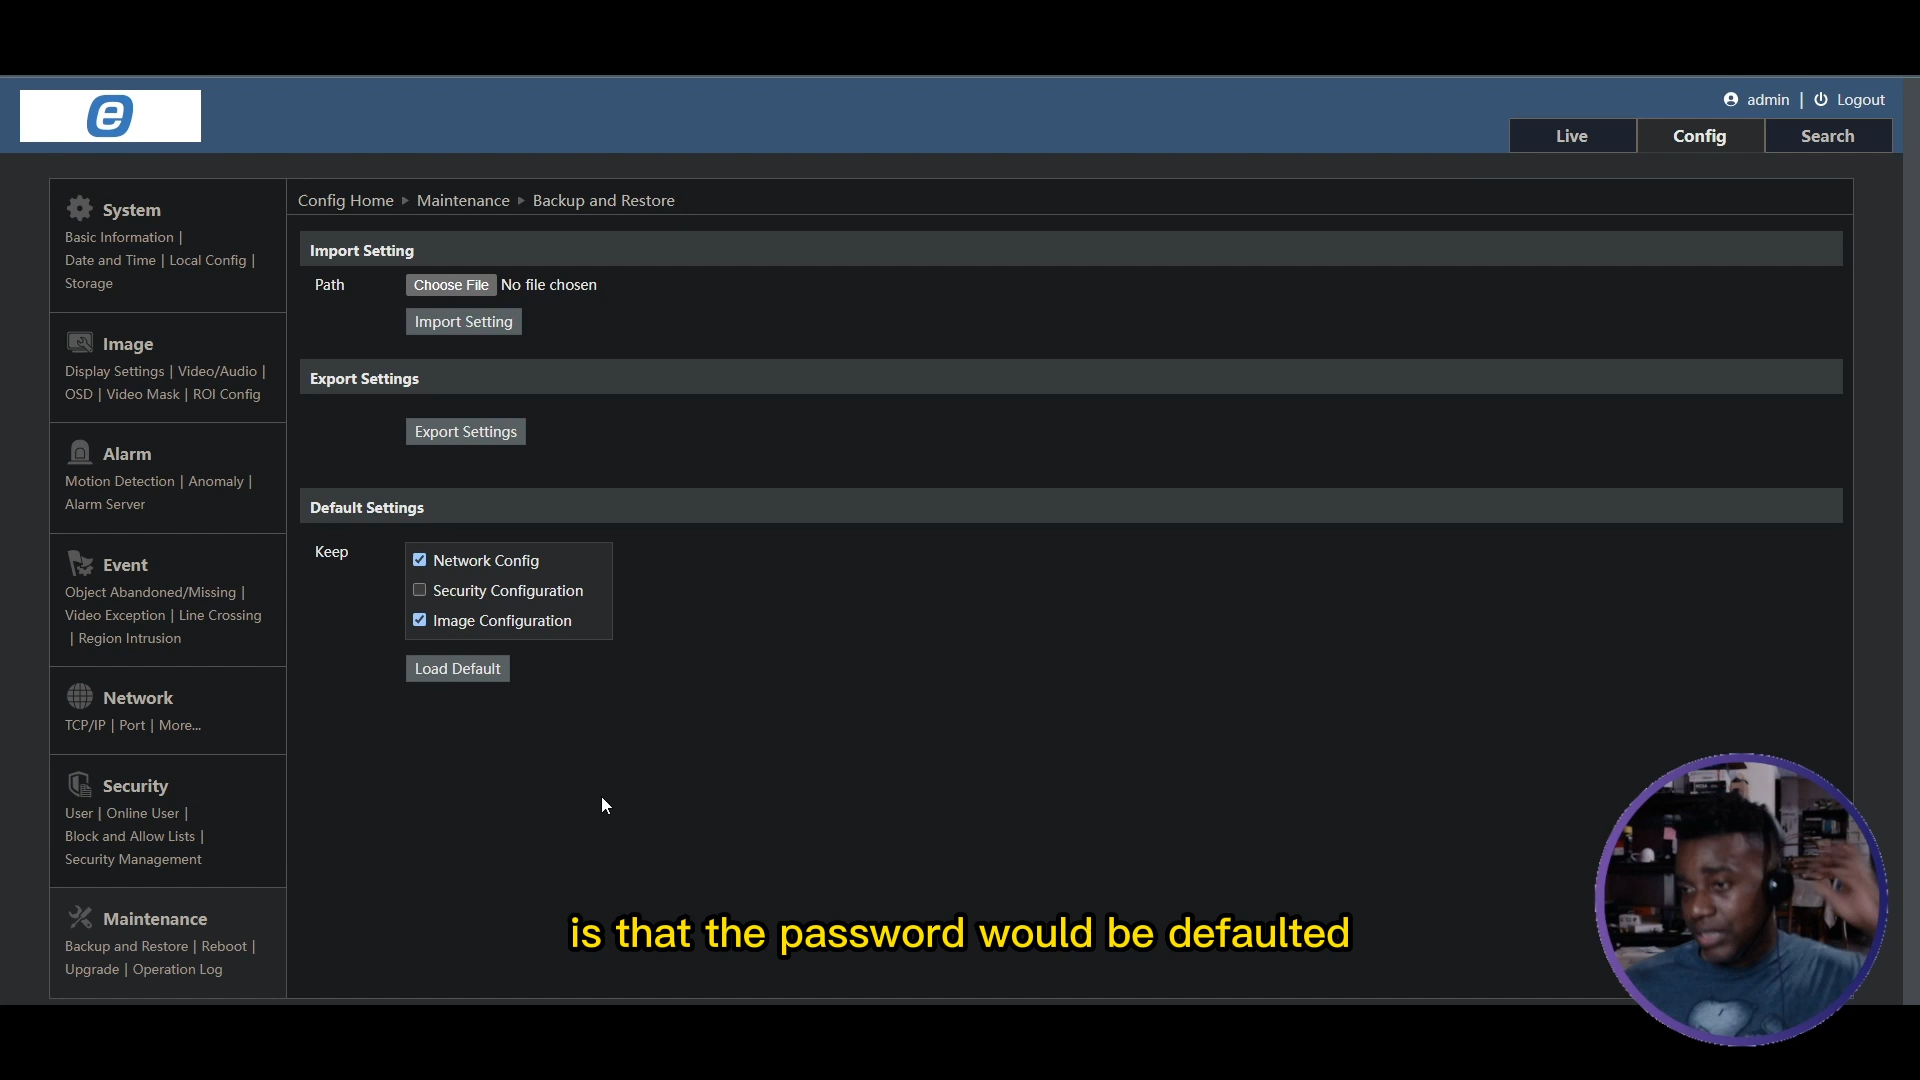 e
admin | Logout
Live Config Search
System
Basic Information |
Date and Time | Local Config |
Storage
Image
Display Settings | Video/Audio |
OSD | Video Mask | ROI Config
Alarm
Motion Detection | Anomaly |
Alarm Server
Event
Object Abandoned/Missing |
Video Exception | Line Crossing
| Region Intrusion
Network
TCP/IP | Port | More...
Security
User | Online User |
Block and Allow Lists |
Security Management
Maintenance
Backup and Restore | Reboot |
Upgrade | Operation Log
Config Home Maintenance Backup and Restore
Import Setting
Path Choose File No file chosen
Import Setting
Export Settings
Export Settings
Default Settings
Keep
Network Config
Security Configuration
Image Configuration
Load Default
is that the password would be defaulted